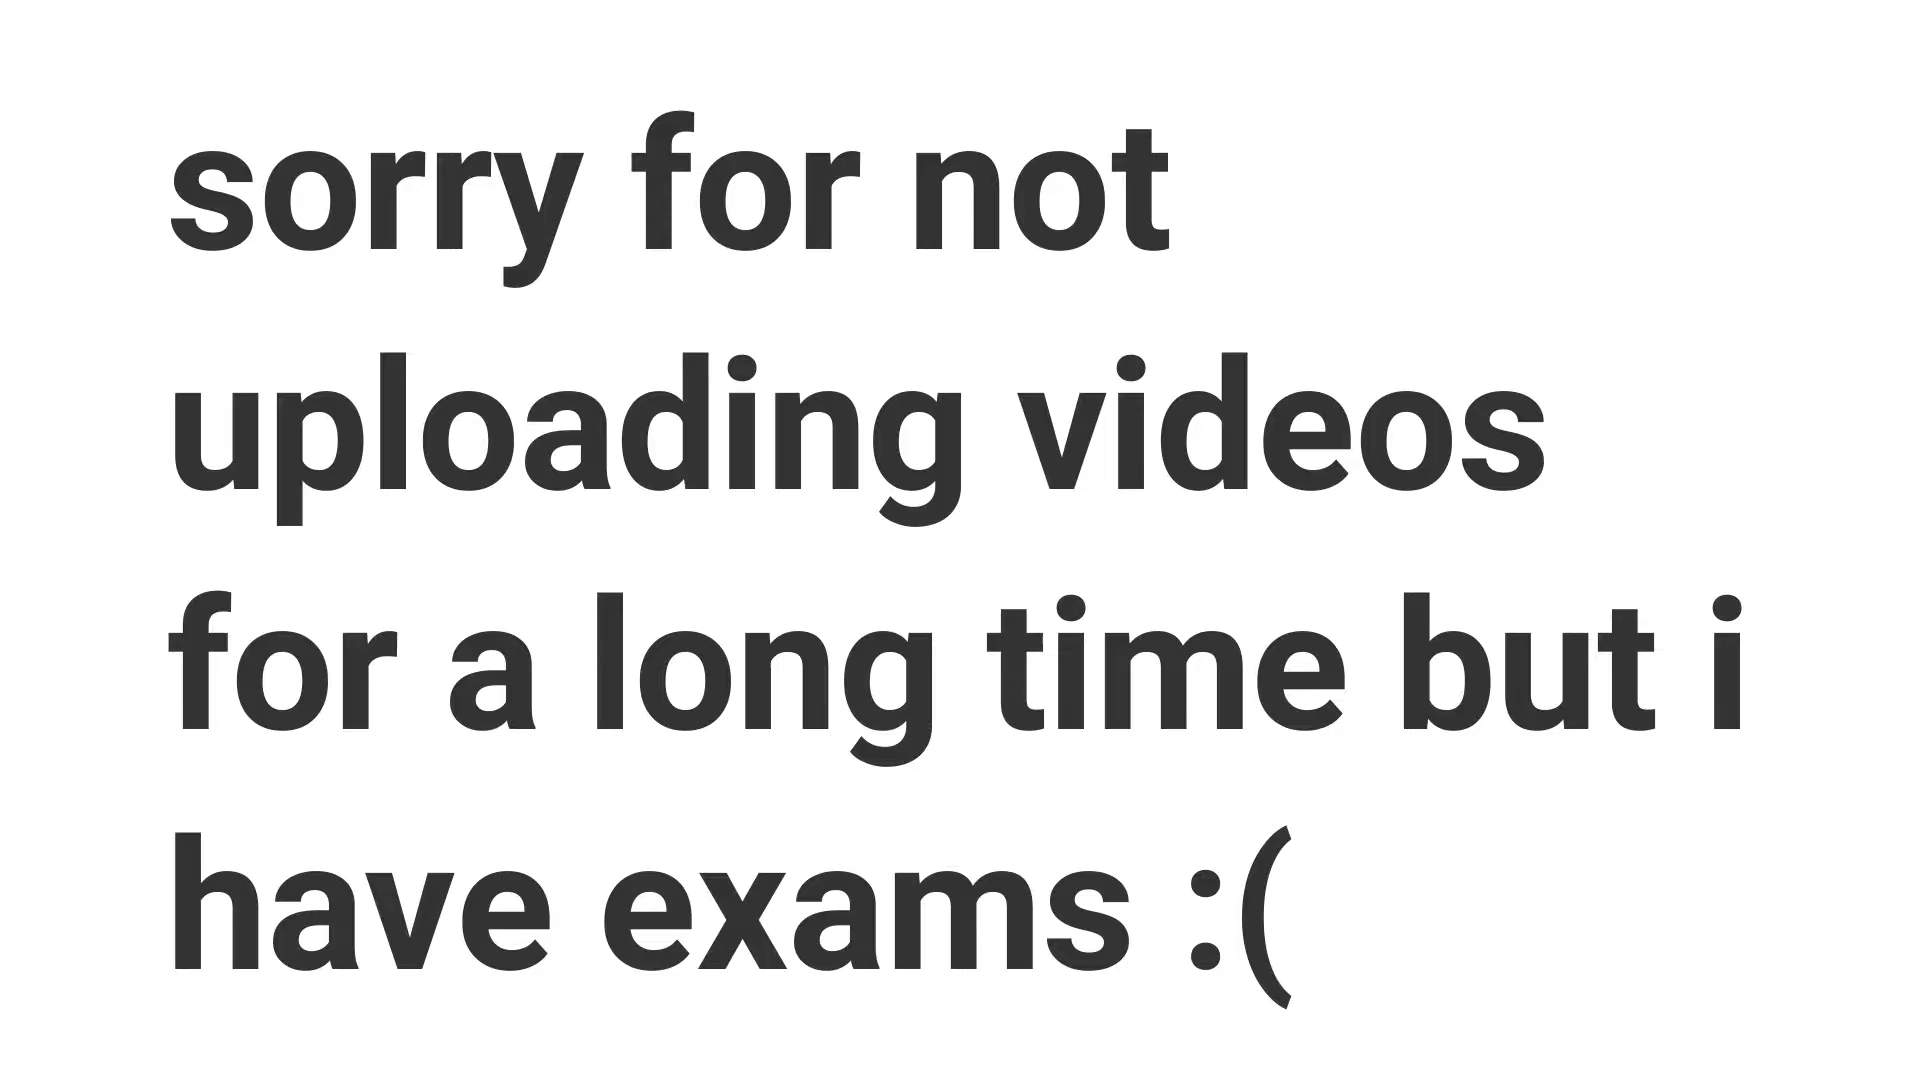 sorry for not
uploading videos
for a long time but i
have exams :(